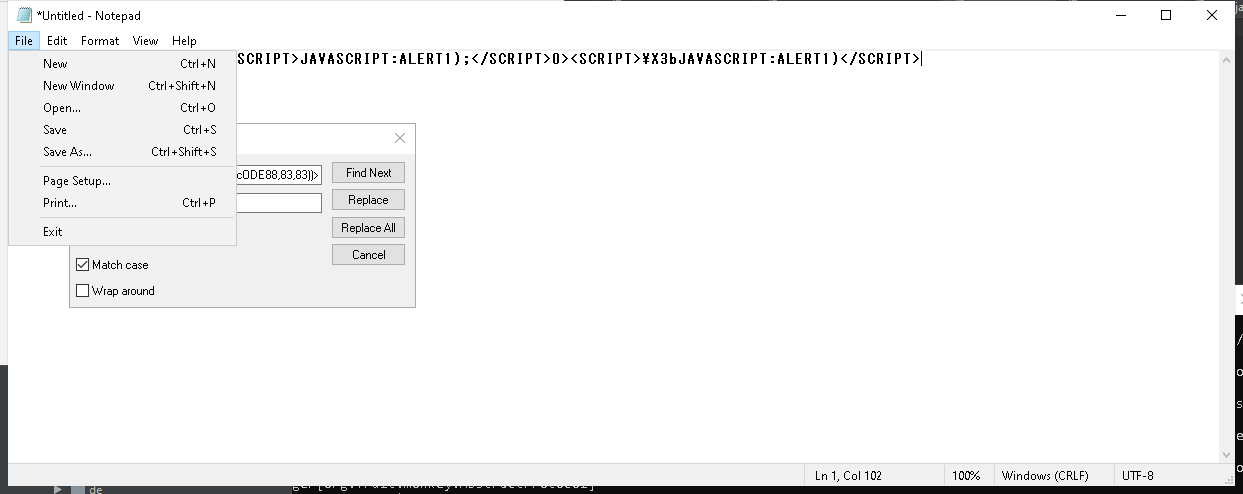 *Untitled - Notepad
File Edit Format View Help
SCRIPT>JAVASCRIPT:ALERT1);</SCRIPT>0><SCRIPT>¥X3bJAVASCRIPT:ALERT1)</SCRIPT>
New Ctrl+N
New Window Ctrl+Shift+N
Open... Ctrl+O
Save Ctrl+S
Save As... Ctrl+Shift+S
Page Setup...
Print... Ctrl+P
Exit
cODE88,83,83))>
Find Next
Replace
Replace All
Cancel
Match case
Wrap around
Ln 1, Col 102 100% Windows (CRLF) UTF-8
de